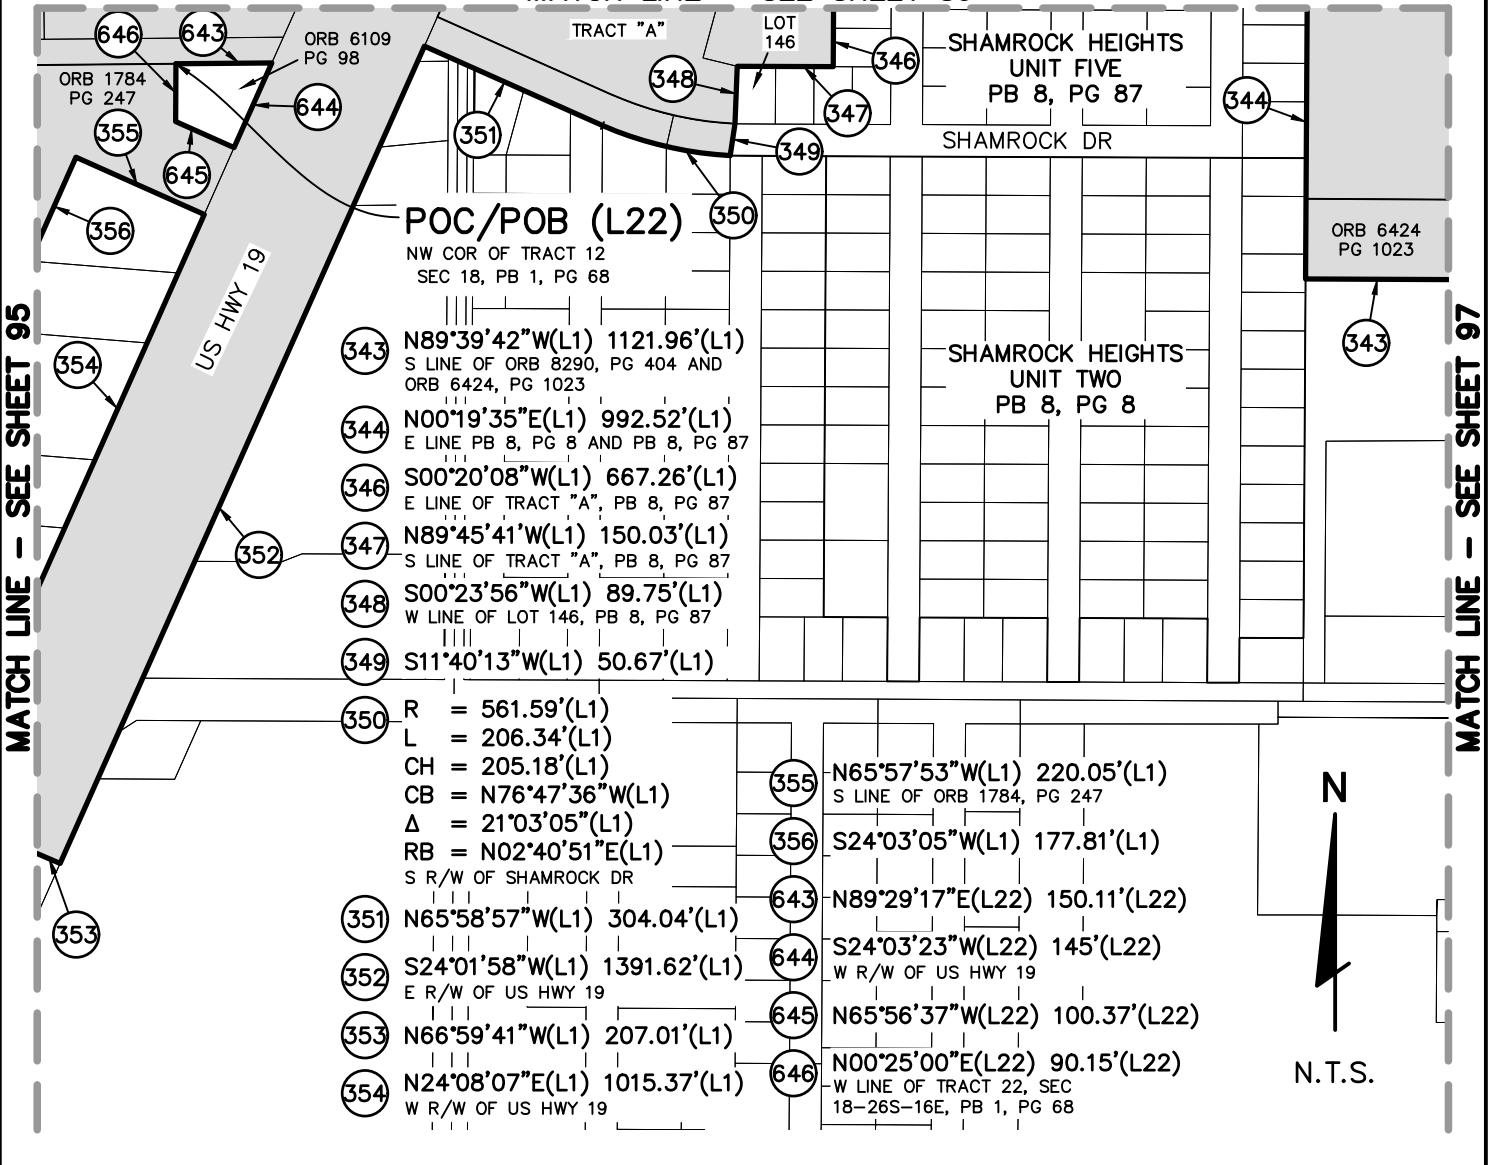 646
643
ORB 6109
PG 98
ORB 1784
PG 247
644
355
645
356
TRACT "A"
LOT
146
348
346
347
351
349
350
SHAMROCK HEIGHTS
UNIT FIVE
PB 8, PG 87
344
SHAMROCK DR
ORB 6424
PG 1023
343
US HWY 19
POC/POB (L22)
NW COR OF TRACT 12
SEC 18, PB 1, PG 68
SHAMROCK HEIGHTS
UNIT TWO
PB 8, PG 8
MATCH LINE - SEE SHEET 95
MATCH LINE - SEE SHEET 97
354
352
353
343 N89°39'42"W(L1) 1121.96'(L1)
S LINE OF ORB 8290, PG 404 AND
ORB 6424, PG 1023
344 N00°19'35"E(L1) 992.52'(L1)
E LINE PB 8, PG 8 AND PB 8, PG 87
346 S00°20'08"W(L1) 667.26'(L1)
E LINE OF TRACT "A", PB 8, PG 87
347 N89°45'41'W(L1) 150.03'(L1)
S LINE OF TRACT "A", PB 8, PG 87
348 S00°23'56"W(L1) 89.75'(L1)
W LINE OF LOT 146, PB 8, PG 87
349 S11°40'13"W(L1) 50.67'(L1)
350 R = 561.59'(L1)
L = 206.34'(L1)
CH = 205.18'(L1)
CB = N76°47'36"W(L1)
Δ = 21°03'05"(L1)
RB = N02°40'51"E(L1)
S R/W OF SHAMROCK DR
351 N65°58'57"W(L1) 304.04'(L1)
352 S24°01'58"W(L1) 1391.62'(L1)
E R/W OF US HWY 19
353 N66°59'41"W(L1) 207.01'(L1)
354 N24°08'07"E(L1) 1015.37'(L1)
W R/W OF US HWY 19
355 N65°57'53"W(L1) 220.05'(L1)
S LINE OF ORB 1784, PG 247
356 S24°03'05"W(L1) 177.81'(L1)
643 N89°29'17"E(L22) 150.11'(L22)
644 S24°03'23"W(L22) 145'(L22)
W R/W OF US HWY 19
645 N65°56'37"W(L22) 100.37'(L22)
646 N00°25'00"E(L22) 90.15'(L22)
W LINE OF TRACT 22, SEC
18-26S-16E, PB 1, PG 68
N
N.T.S.